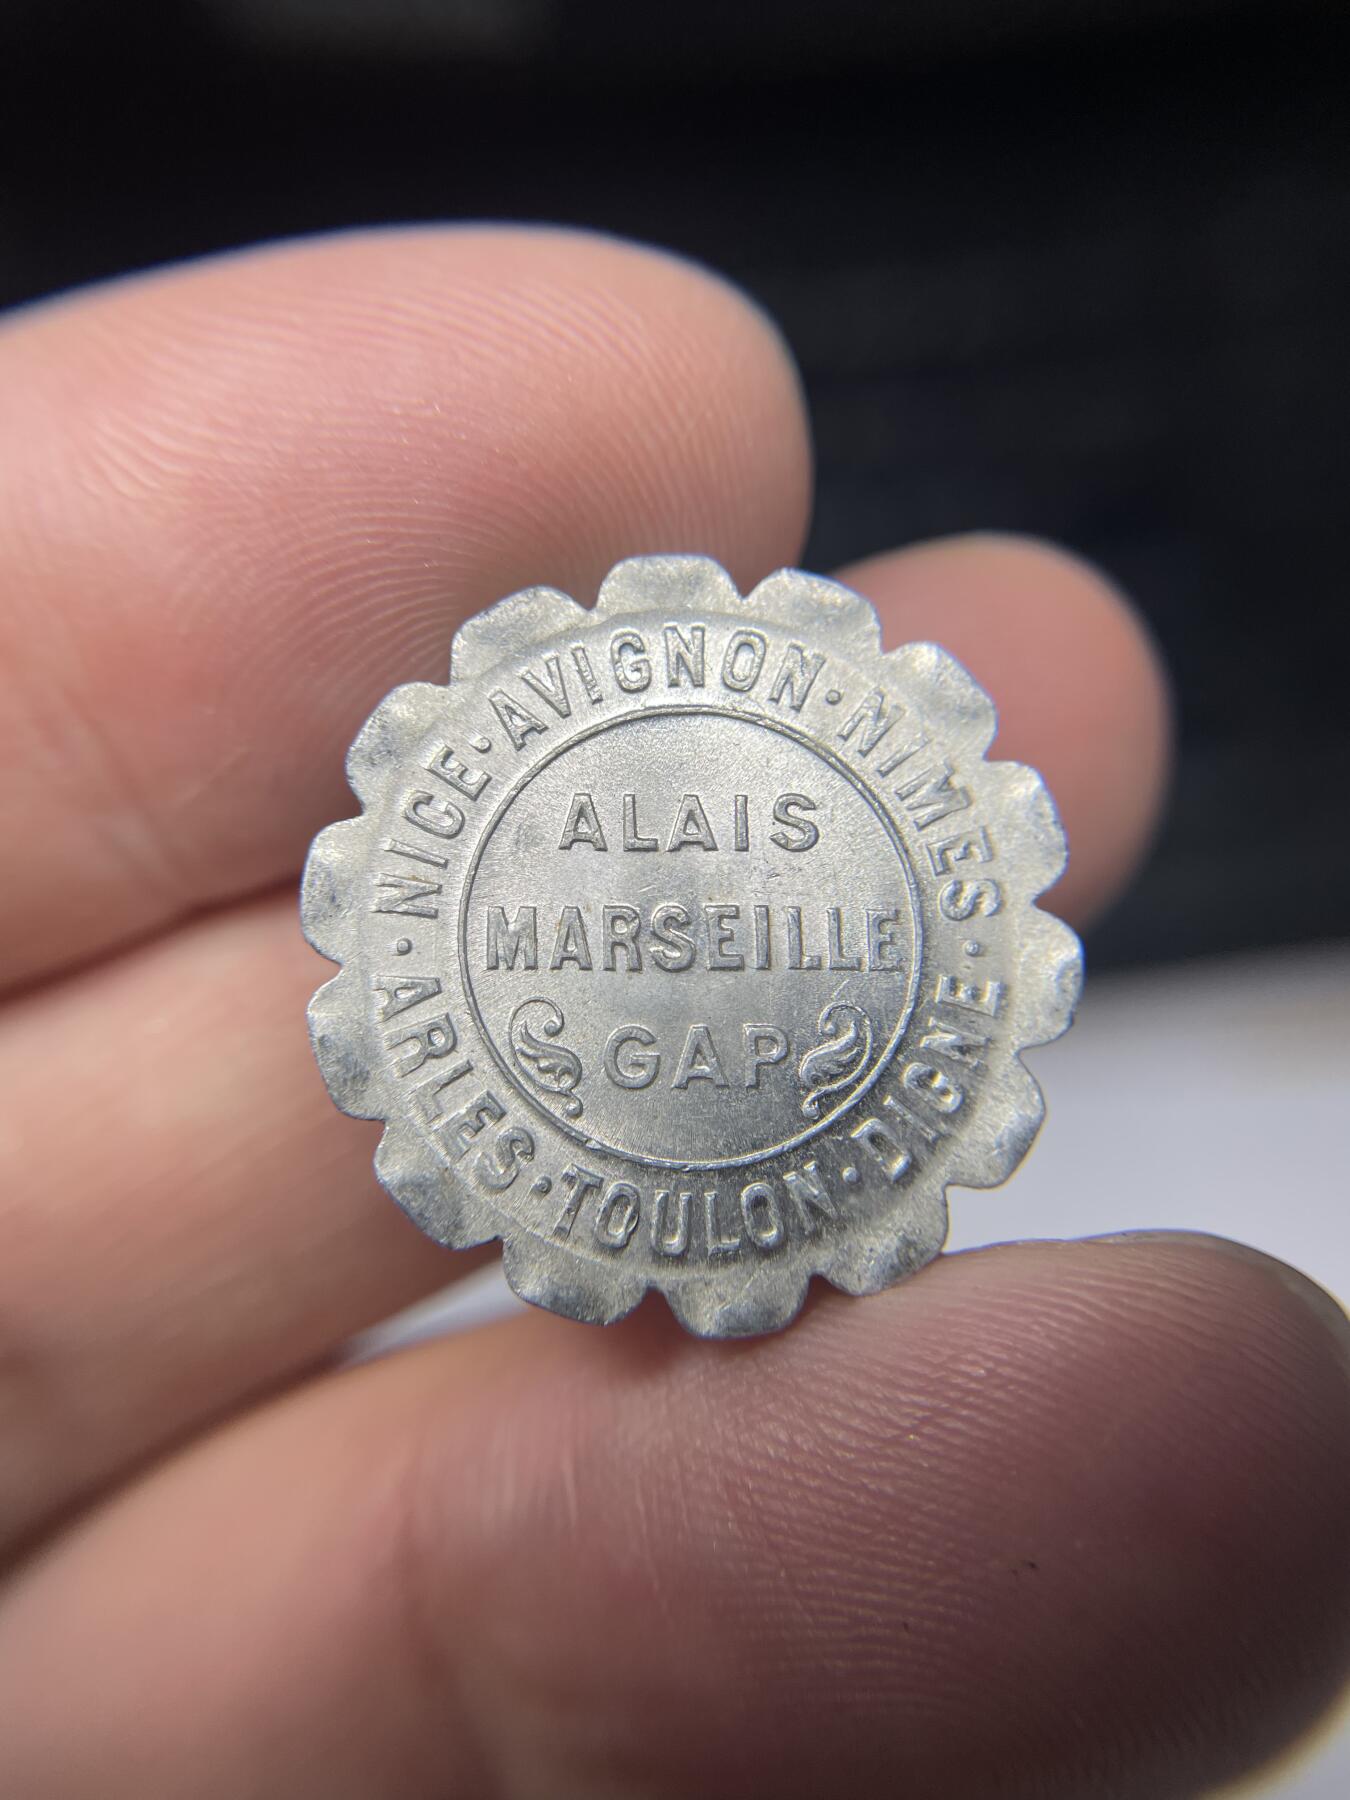 NICE · AVIGNON · NIMES · DIGNE · TOULON · ARLES ·
ALAIS
MARSEILLE
GAP